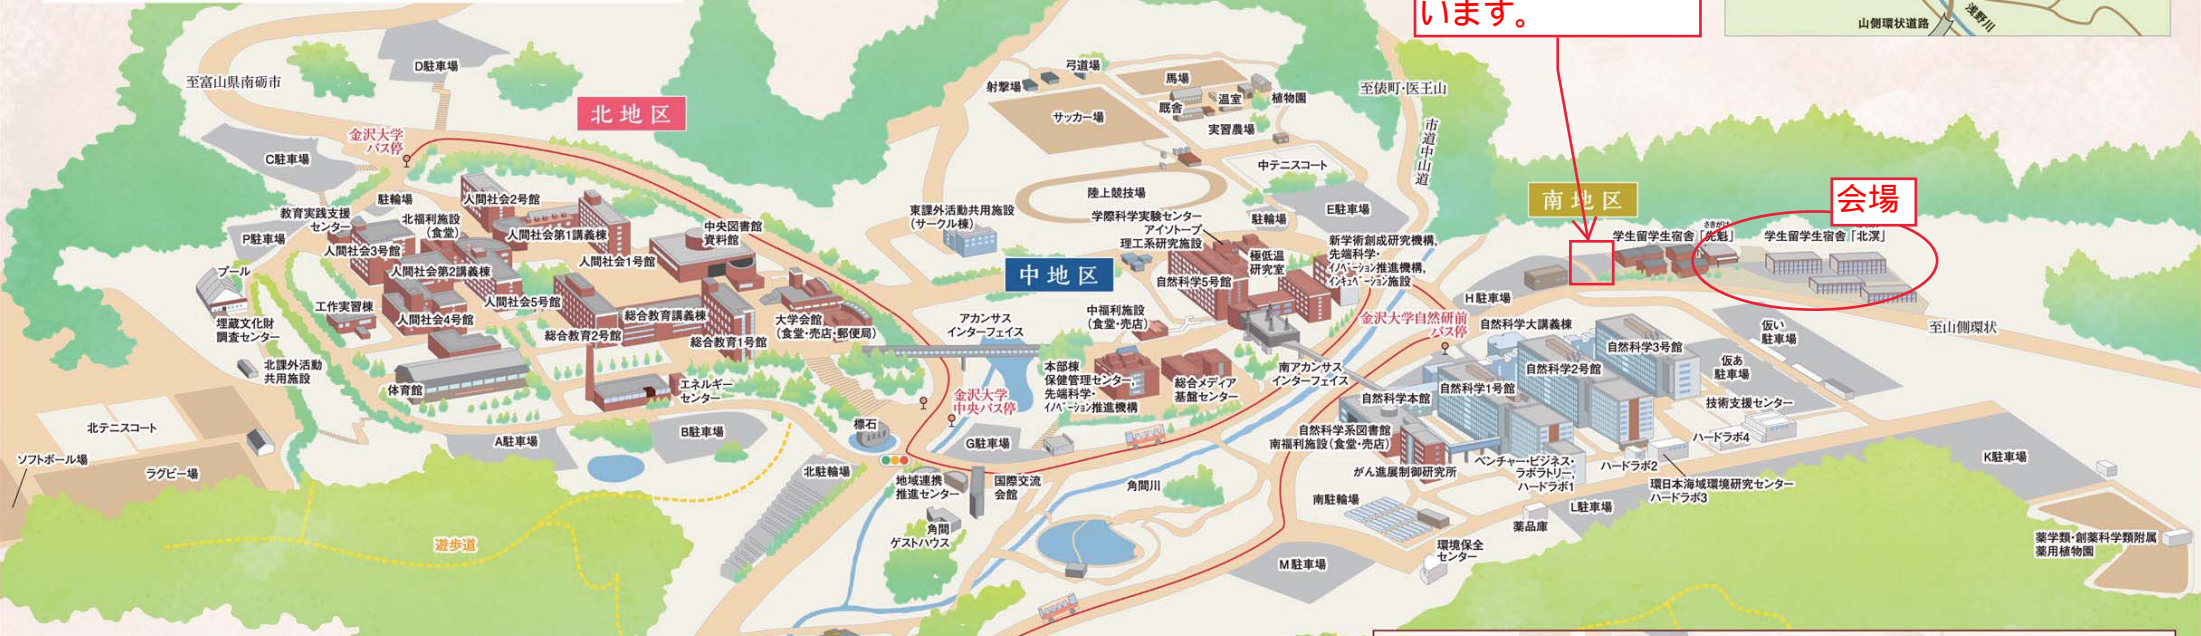 います。
山側環状道路
浅野川
至富山県南砺市
D駐車場
北地区
金沢大学
バス停
C駐車場
駐輪場
人間社会2号館
教育実践支援
センター
北福利施設
(食堂)
人間社会第1講義棟
中央図書館
資料館
P駐車場
人間社会3号館
人間社会1号館
プール
人間社会第2講義棟
人間社会5号館
工作実習棟
人間社会4号館
総合教育講義棟
大学会館
(食堂・売店・郵便局)
埋蔵文化財
調査センター
総合教育2号館
総合教育1号館
北課外活動
共用施設
体育館
エネルギー
センター
北テニスコート
A駐車場
B駐車場
標石
ソフトボール場
ラグビー場
北駐輪場
遊歩道
射撃場
弓道場
馬場
厩舎
温室
植物園
サッカー場
実習農場
至俵町・医王山
市道中山道
中テニスコート
陸上競技場
東課外活動共用施設
(サークル棟)
学際科学実験センター
アイソトープ
理工系研究施設
駐輪場
E駐車場
中地区
自然科学5号館
極低温
研究室
新学術創成研究機構,
先端科学・
イノベーション推進機構,
インキュベーション施設
アカンサス
インターフェイス
中福利施設
(食堂・売店)
金沢大学自然研前
バス停
本部棟
保健管理センター,
先端科学・
イノベーション推進機構
総合メディア
基盤センター
南アカンサス
インターフェイス
金沢大学
中央バス停
G駐車場
地域連携
推進センター
国際交流
会館
角間
ゲストハウス
角間川
南地区
会場
学生留学生宿舎「先魁」
さきがけ
学生留学生宿舎「北溟」
H駐車場
至山側環状
自然科学大講義棟
自然科学3号館
仮い
駐車場
自然科学2号館
仮あ
駐車場
自然科学1号館
自然科学本館
技術支援センター
自然科学系図書館
南福利施設(食堂・売店)
ハードラボ4
がん進展制御研究所
ベンチャー・ビジネス・
ラボラトリー,
ハードラボ1
ハードラボ2
環日本海域環境研究センター
ハードラボ3
K駐車場
南駐輪場
L駐車場
薬品庫
環境保全
センター
M駐車場
薬学類・創薬科学類附属
薬用植物園